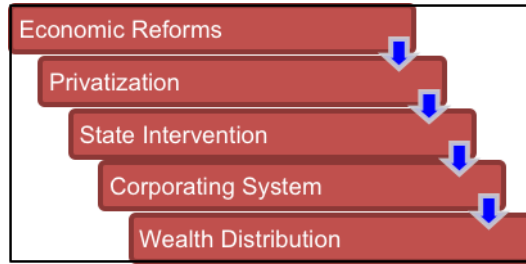 Economic Reforms
Privatization
State Intervention
Corporating System
Wealth Distribution